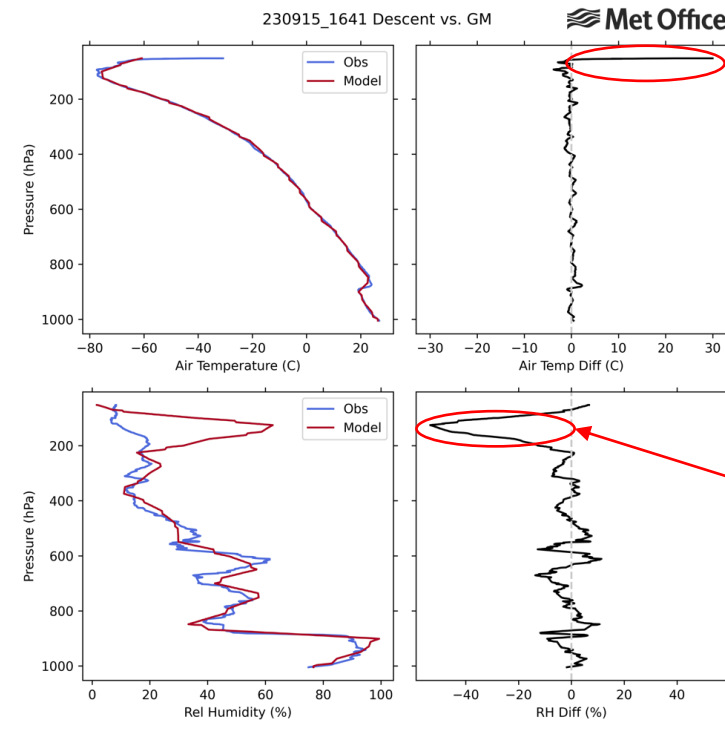 230915_1641 Descent vs. GM
Met Office
Obs
Model
200
400
600
800
1000
Pressure (hPa)
−80 −60 −40 −20 0 20
Air Temperature (C)
−30 −20 −10 0 10 20 30
Air Temp Diff (C)
Obs
Model
200
400
600
800
1000
Pressure (hPa)
0 20 40 60 80 100
Rel Humidity (%)
−40 −20 0 20 40
RH Diff (%)